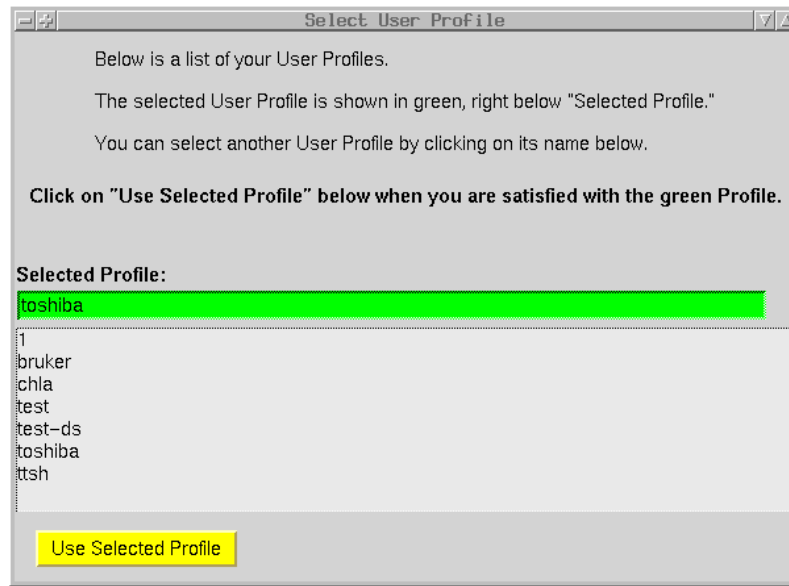 Select User Profile
Below is a list of your User Profiles.
The selected User Profile is shown in green, right below "Selected Profile."
You can select another User Profile by clicking on its name below.
Click on "Use Selected Profile" below when you are satisfied with the green Profile.
Selected Profile:
toshiba
1
bruker
chla
test
test-ds
toshiba
ttsh
Use Selected Profile